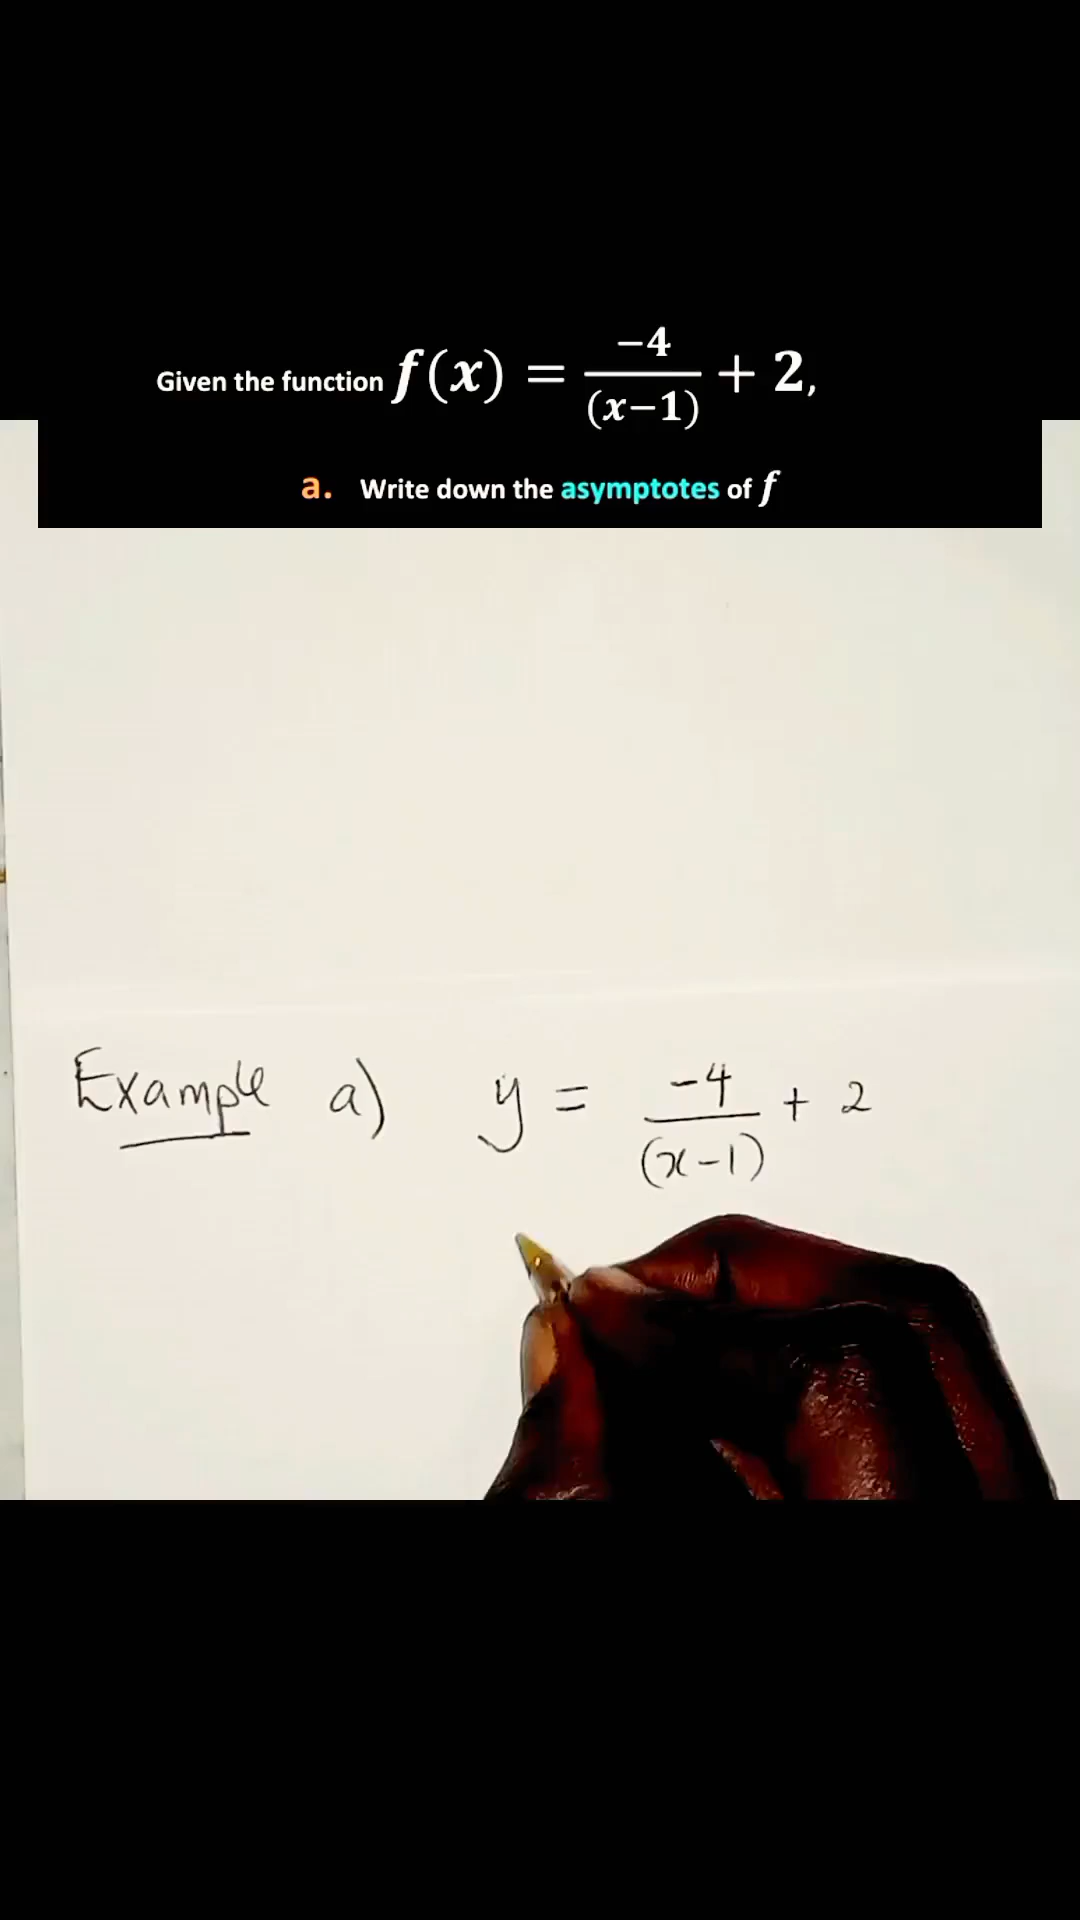 Given the function f(x) = -4/(x-1) + 2,
a. Write down the asymptotes of f
Example a) y = -4/(x-1) + 2